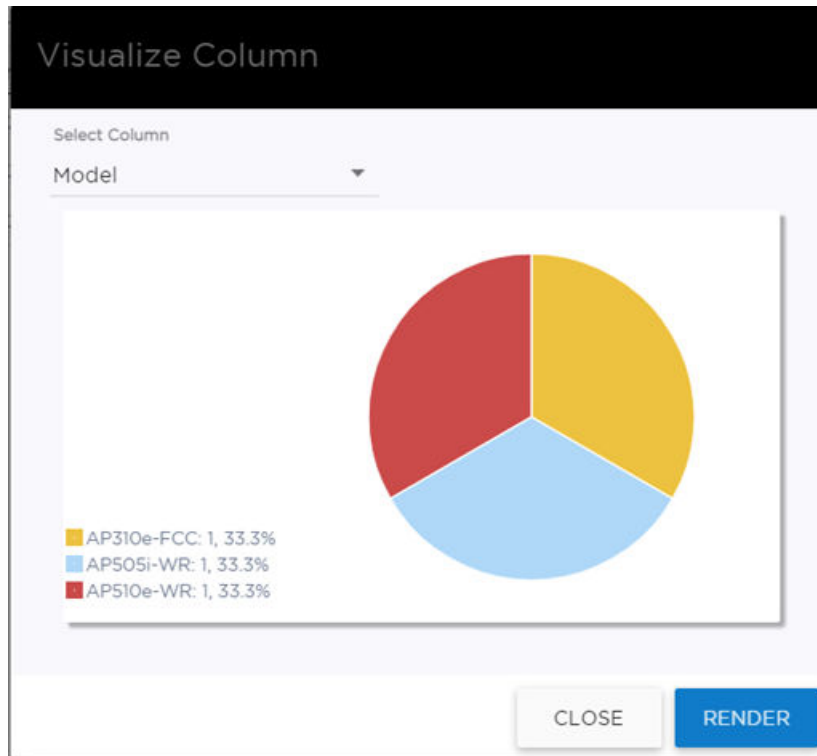 Visualize Column
Select Column
Model
AP310e-FCC: 1, 33.3%
AP505i-WR: 1, 33.3%
AP510e-WR: 1, 33.3%
CLOSE
RENDER